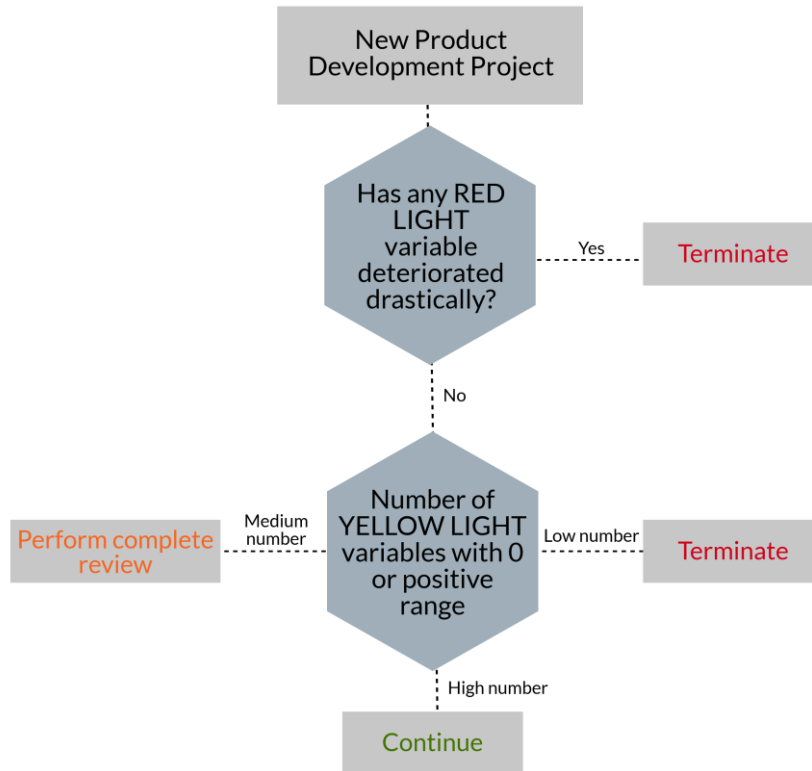 New Product
Development Project
Has any RED
LIGHT
variable
deteriorated
drastically?
Yes
Terminate
No
Medium
number
Perform complete
review
Number of
YELLOW LIGHT
variables with 0
or positive
range
Low number
Terminate
High number
Continue